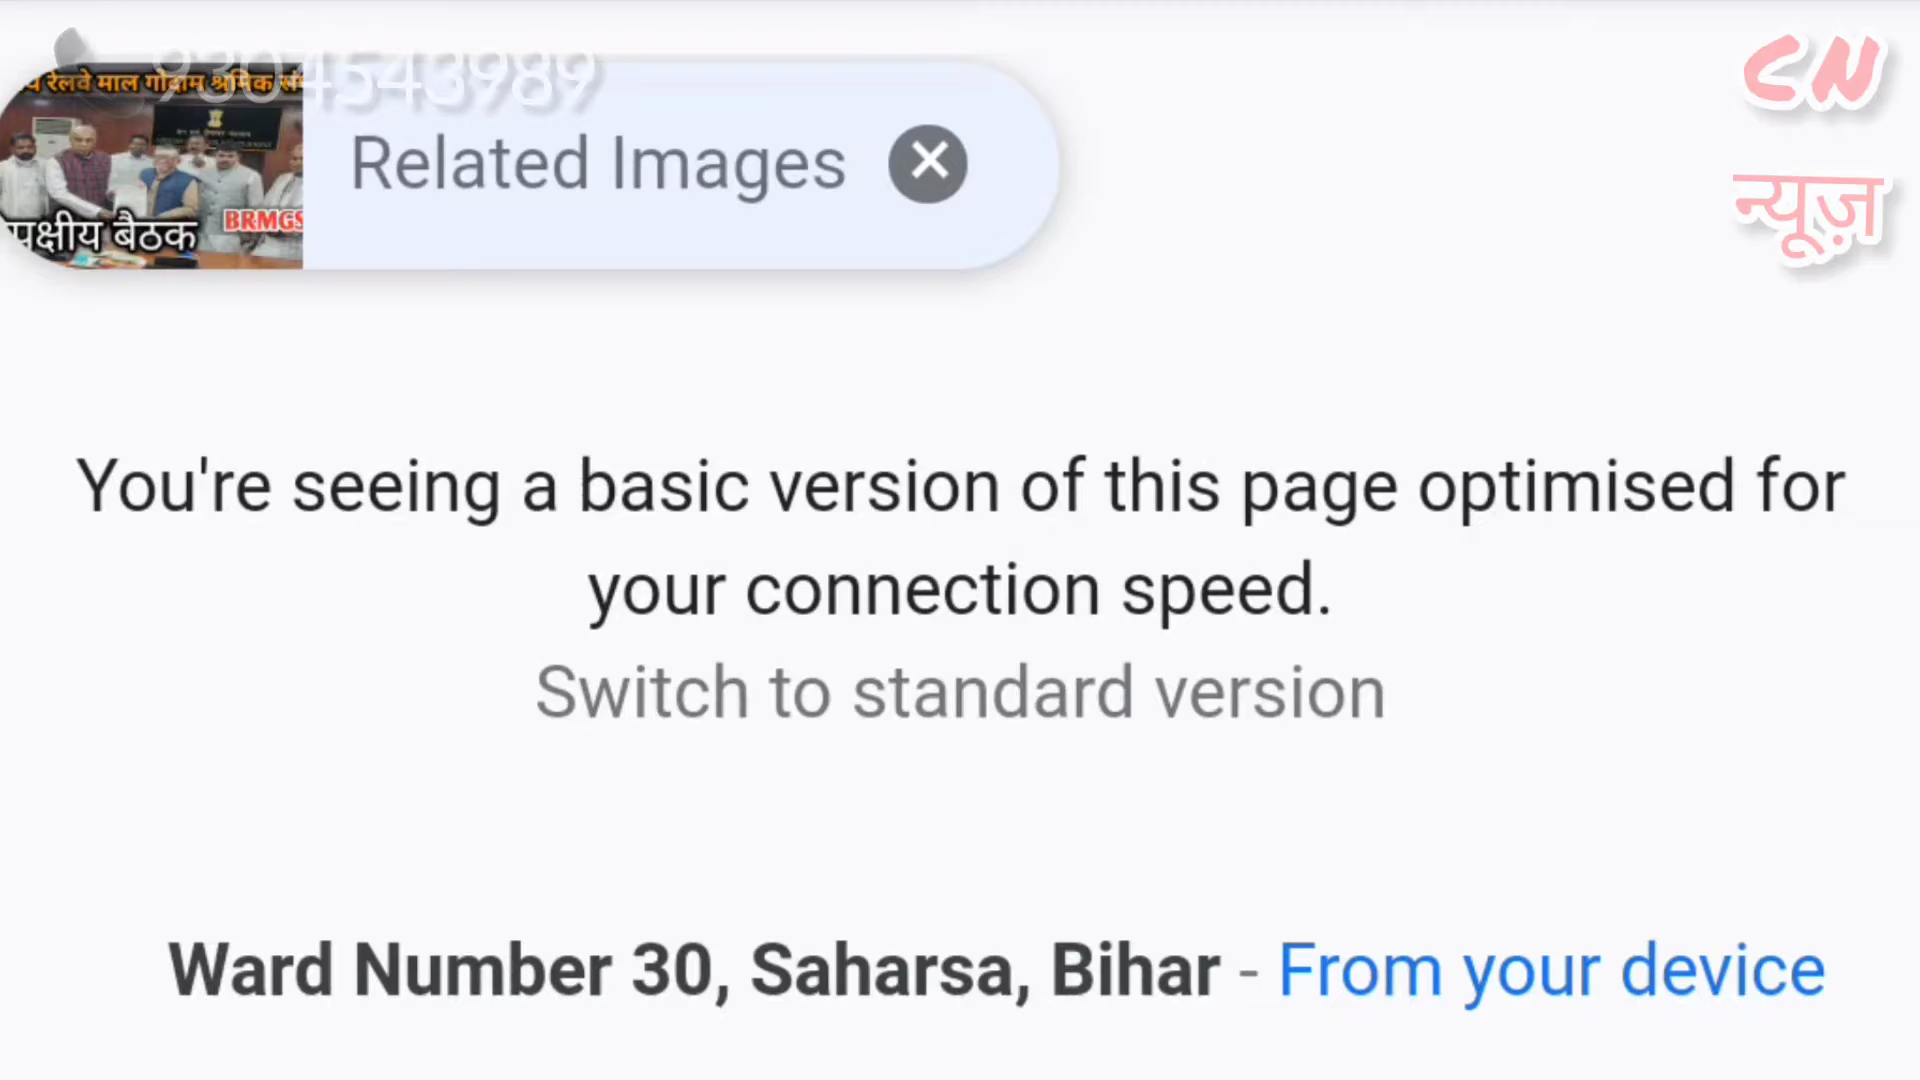 9304543989
रेलवे माल गोदाम श्रमिक
पक्षीय बैठक
BRMGS
Related Images
CN
न्यूज़
You're seeing a basic version of this page optimised for
your connection speed.
Switch to standard version
Ward Number 30, Saharsa, Bihar - From your device